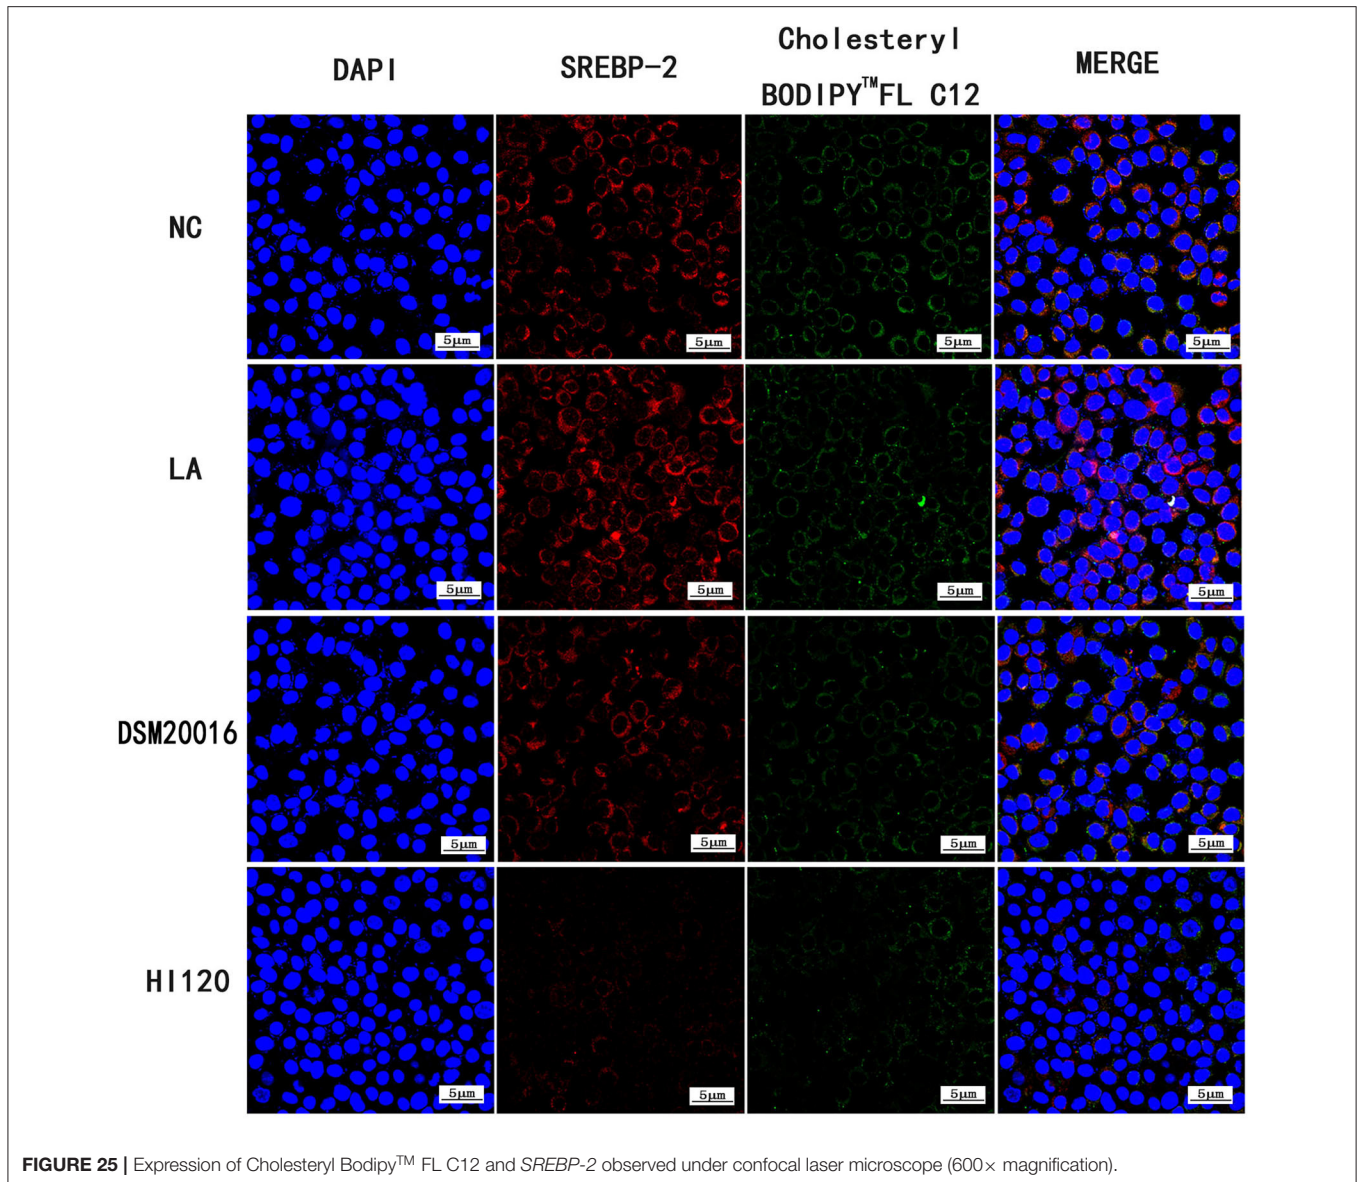 DAPI
SREBP-2
Cholesteryl
BODIPY™FL C12
MERGE
NC
5μm
5μm
5μm
5μm
LA
5μm
5μm
5μm
5μm
DSM20016
5μm
5μm
5μm
5μm
HI120
5μm
5μm
5μm
5μm
FIGURE 25 | Expression of Cholesteryl Bodipy™ FL C12 and SREBP-2 observed under confocal laser microscope (600× magnification).